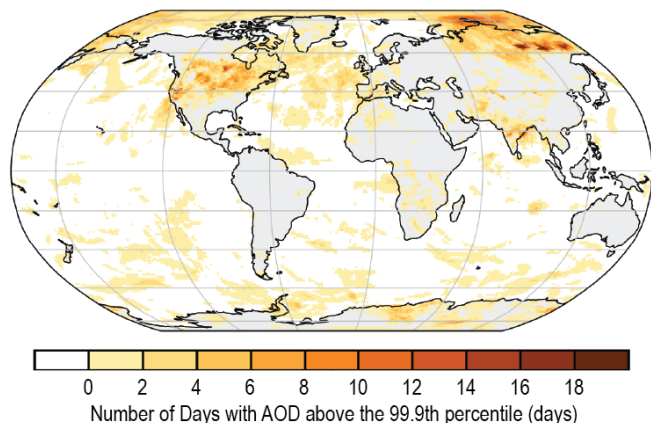 0 2 4 6 8 10 12 14 16 18
Number of Days with AOD above the 99.9th percentile (days)